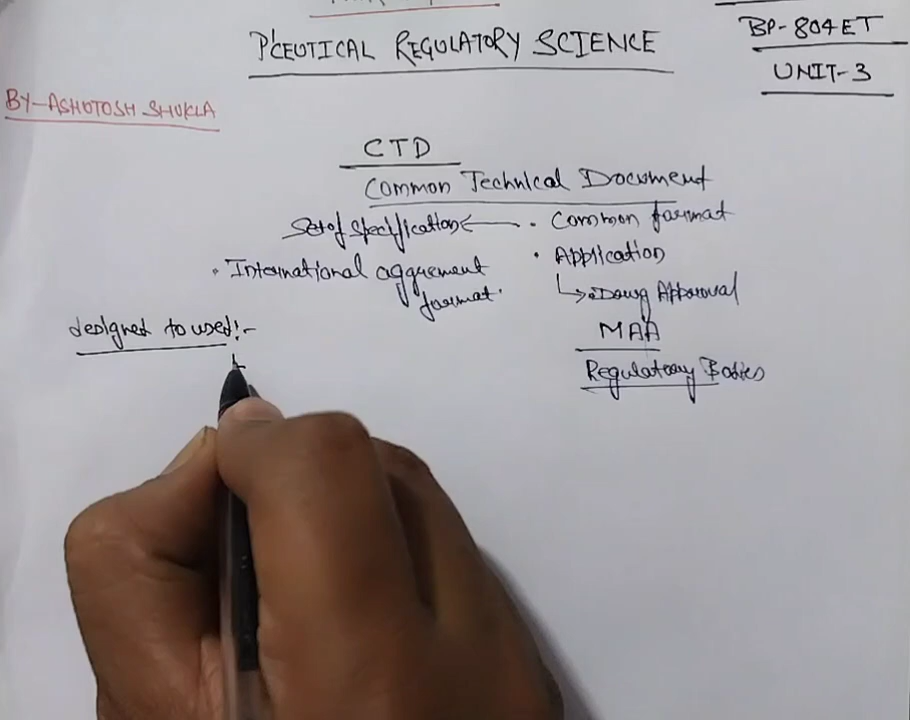 P'CEUTICAL REGULATORY SCIENCE
BP-804ET
UNIT-3
BY-ASHUTOSH SHUKLA
CTD
Common Technical Document
Set of Specification ← • Common format
• International aggrement format.
• Application
↳ • Drug Approval
MAA
Regulatory Bodies
designed to used:-